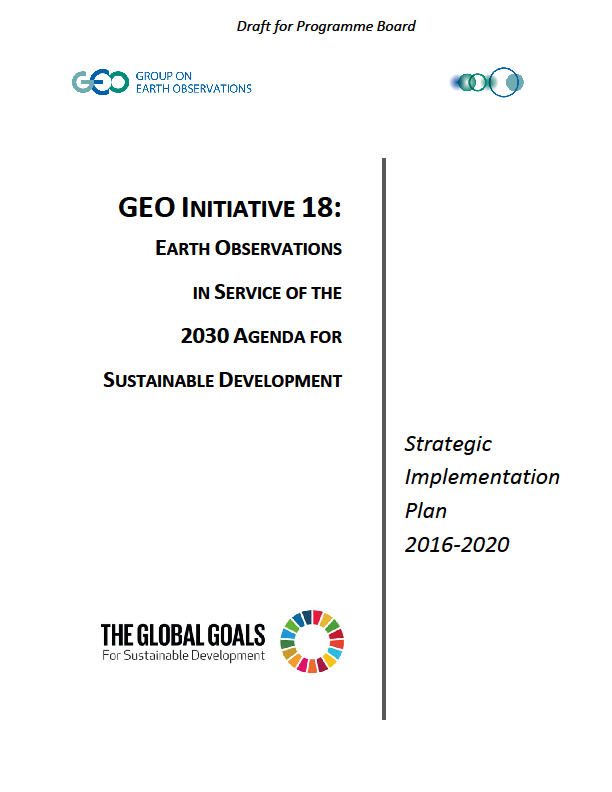 Draft for Programme Board
GEO
GROUP ON
EARTH OBSERVATIONS
GEO INITIATIVE 18:
EARTH OBSERVATIONS
IN SERVICE OF THE
2030 AGENDA FOR
SUSTAINABLE DEVELOPMENT
Strategic
Implementation
Plan
2016-2020
THE GLOBAL GOALS
For Sustainable Development